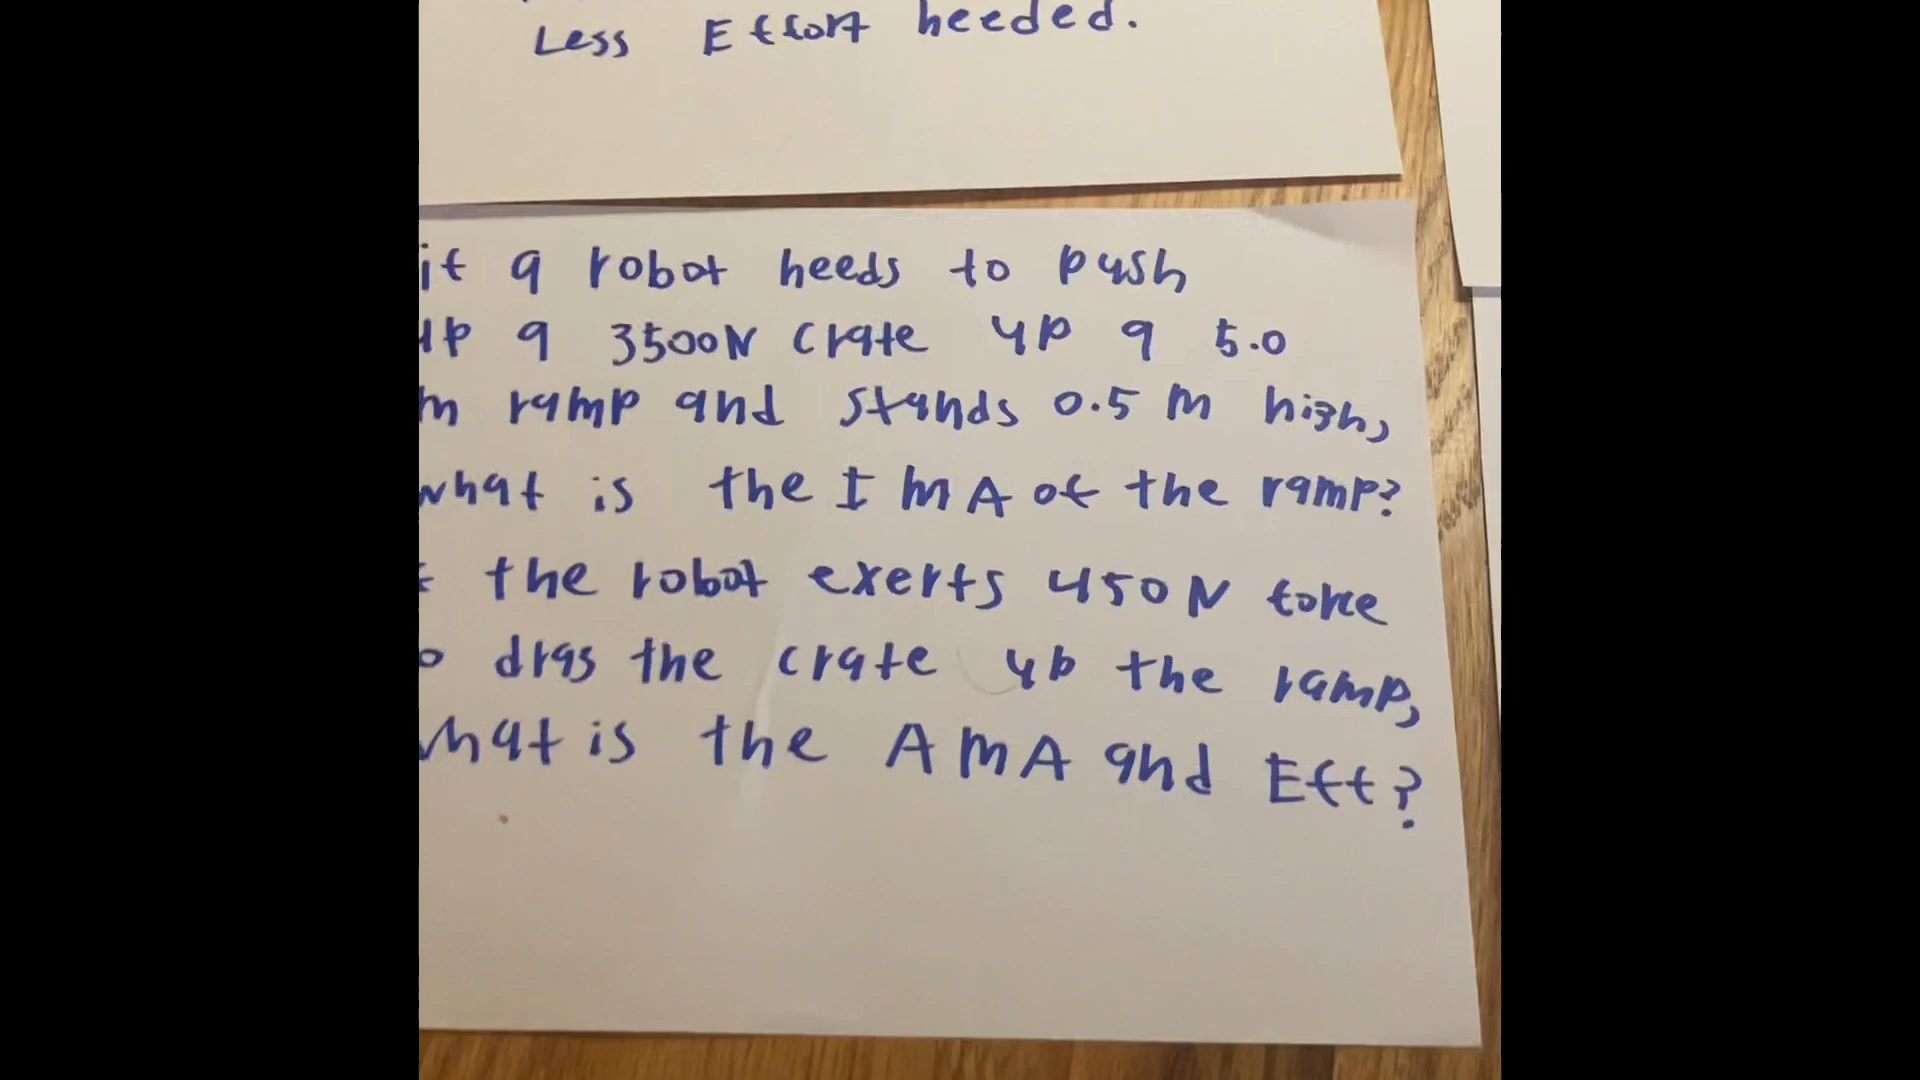 Less Effort needed.
if a robot needs to push
up a 3500N crate up a 5.0
m ramp and stands 0.5 m high,
what is the IMA of the ramp?
the robot exerts 450N force
drag the crate up the ramp,
what is the AMA and Eff?